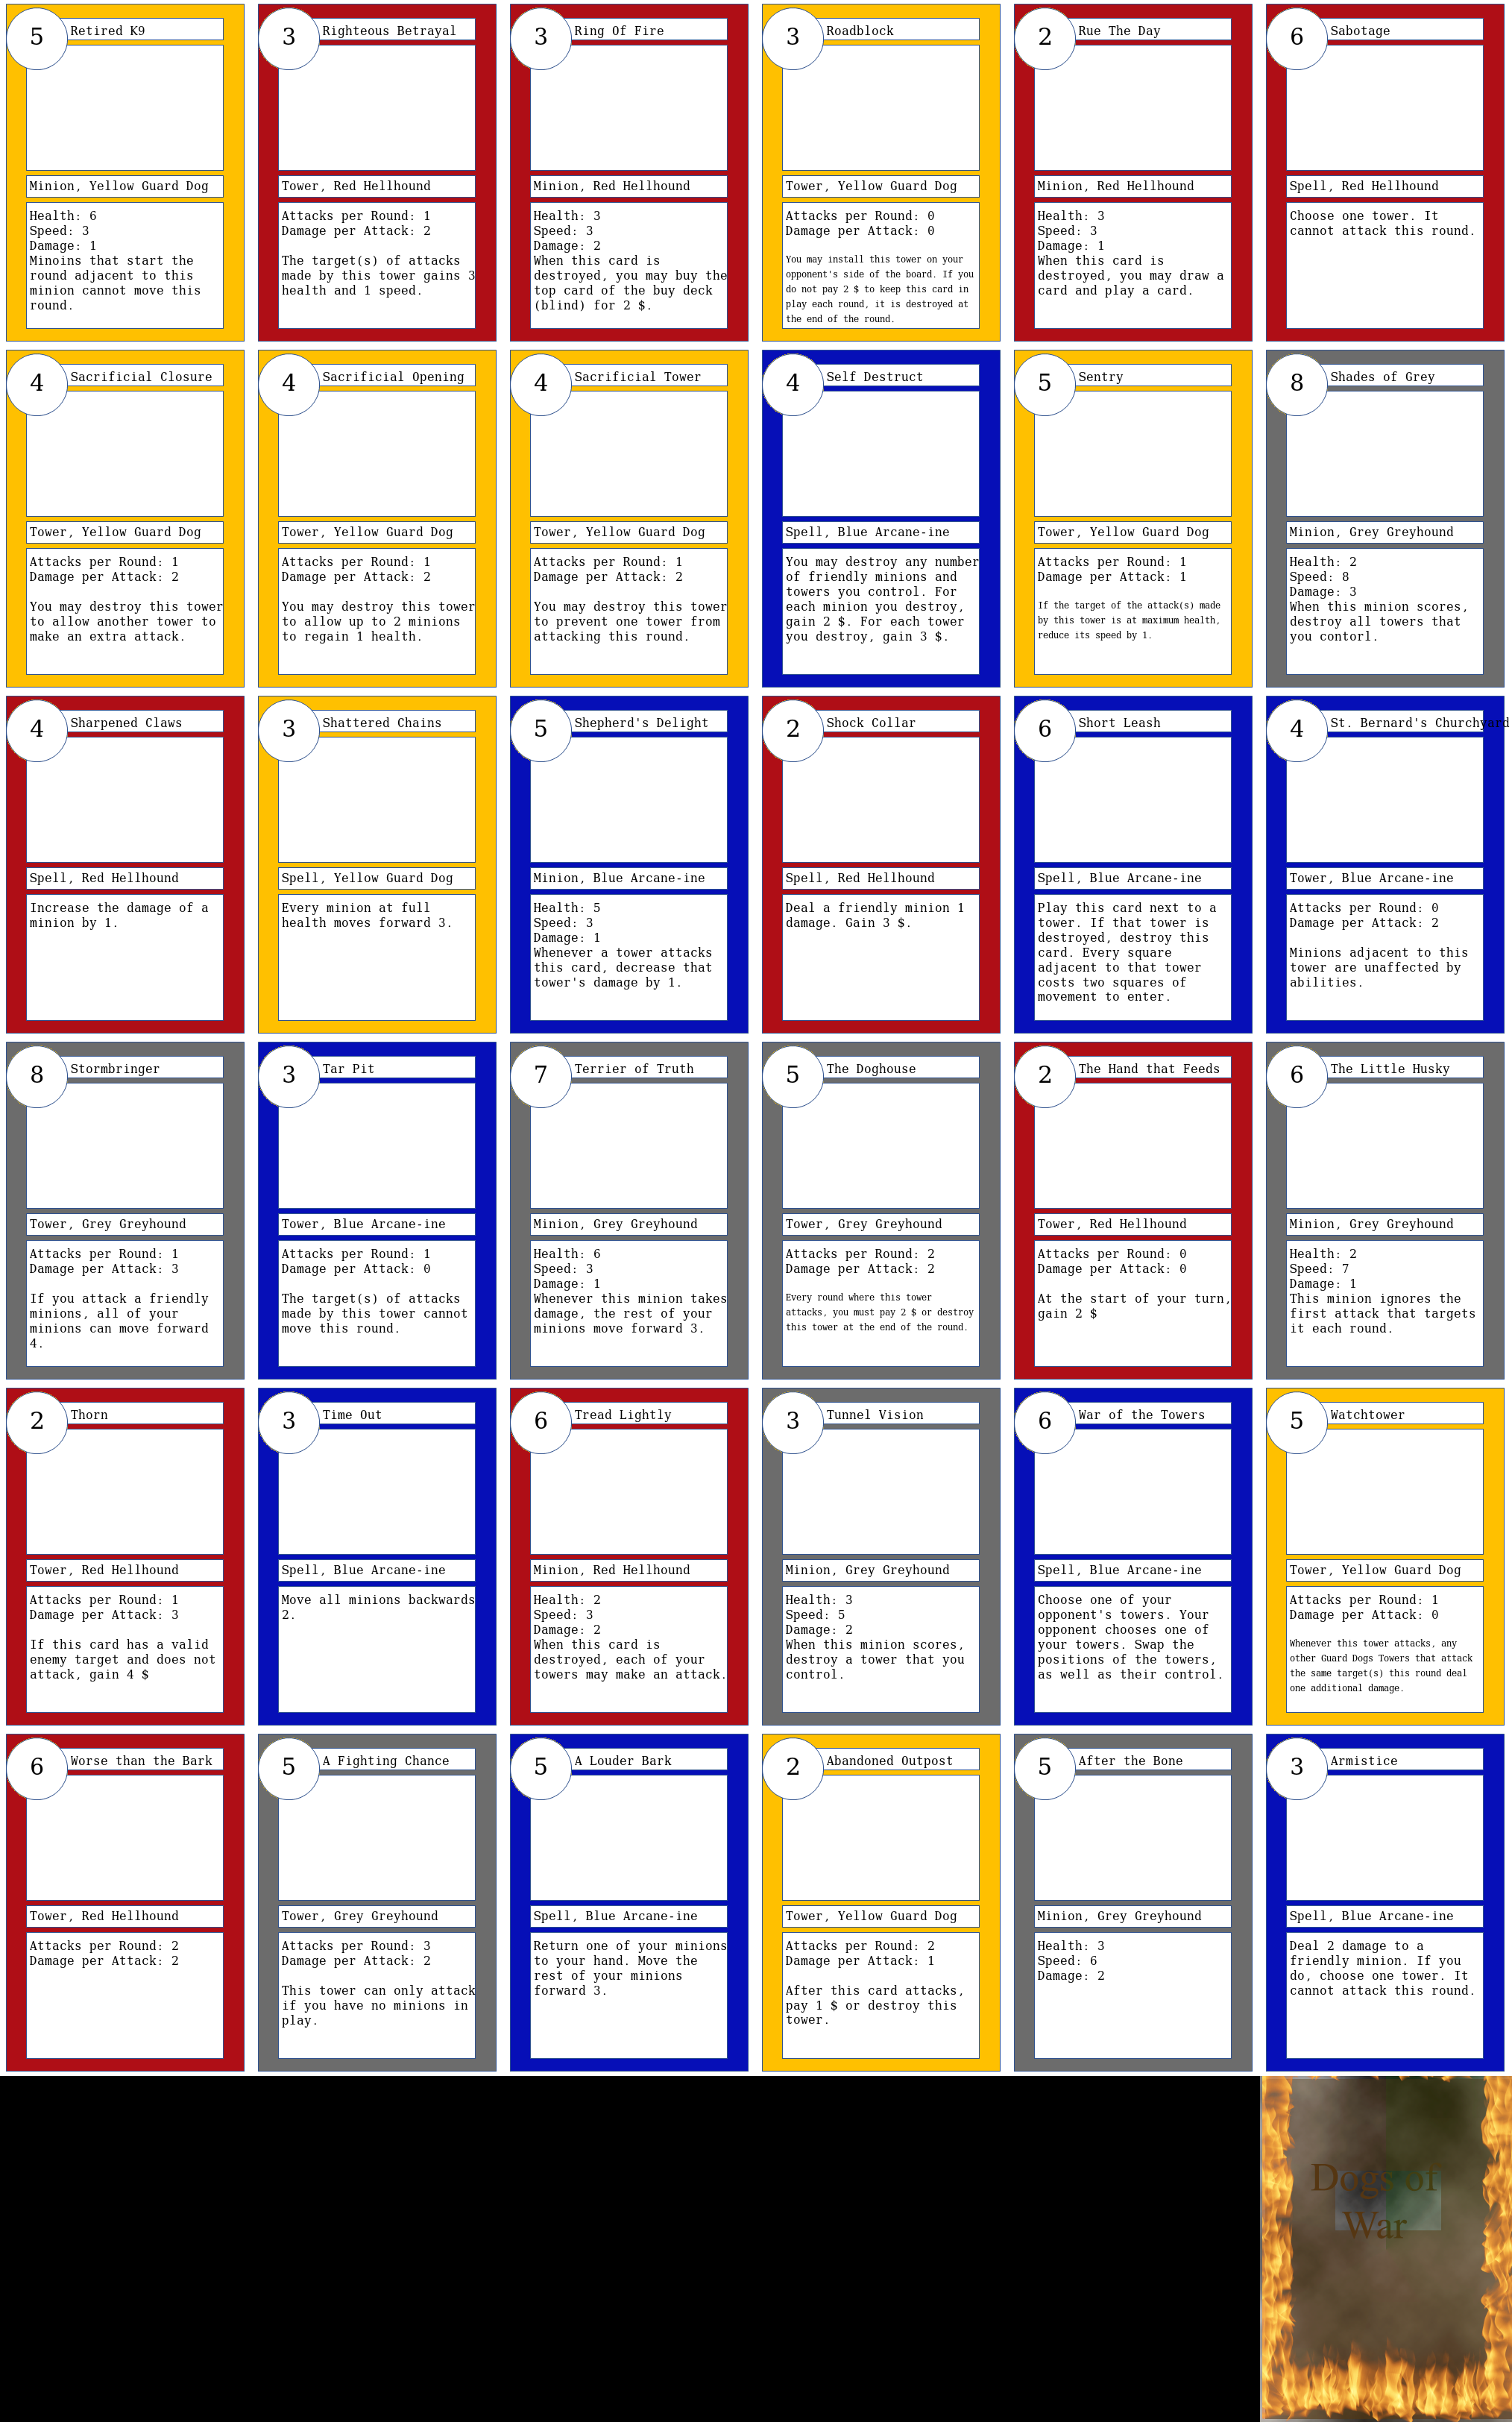 5
Retired K9
Minion, Yellow Guard Dog
Health: 6
Speed: 3
Damage: 1
Minoins that start the
round adjacent to this
minion cannot move this
round.
3
Righteous Betrayal
Tower, Red Hellhound
Attacks per Round: 1
Damage per Attack: 2
The target(s) of attacks
made by this tower gains 3
health and 1 speed.
3
Ring Of Fire
Minion, Red Hellhound
Health: 3
Speed: 3
Damage: 2
When this card is
destroyed, you may buy the
top card of the buy deck
(blind) for 2 $.
3
Roadblock
Tower, Yellow Guard Dog
Attacks per Round: 0
Damage per Attack: 0
You may install this tower on your
opponent's side of the board. If you
do not pay 2 $ to keep this card in
play each round, it is destroyed at
the end of the round.
2
Rue The Day
Minion, Red Hellhound
Health: 3
Speed: 3
Damage: 1
When this card is
destroyed, you may draw a
card and play a card.
6
Sabotage
Spell, Red Hellhound
Choose one tower. It
cannot attack this round.
4
Sacrificial Closure
Tower, Yellow Guard Dog
Attacks per Round: 1
Damage per Attack: 2
You may destroy this tower
to allow another tower to
make an extra attack.
4
Sacrificial Opening
Tower, Yellow Guard Dog
Attacks per Round: 1
Damage per Attack: 2
You may destroy this tower
to allow up to 2 minions
to regain 1 health.
4
Sacrificial Tower
Tower, Yellow Guard Dog
Attacks per Round: 1
Damage per Attack: 2
You may destroy this tower
to prevent one tower from
attacking this round.
4
Self Destruct
Spell, Blue Arcane-ine
You may destroy any number
of friendly minions and
towers you control. For
each minion you destroy,
gain 2 $. For each tower
you destroy, gain 3 $.
5
Sentry
Tower, Yellow Guard Dog
Attacks per Round: 1
Damage per Attack: 1
If the target of the attack(s) made
by this tower is at maximum health,
reduce its speed by 1.
8
Shades of Grey
Minion, Grey Greyhound
Health: 2
Speed: 8
Damage: 3
When this minion scores,
destroy all towers that
you contorl.
4
Sharpened Claws
Spell, Red Hellhound
Increase the damage of a
minion by 1.
3
Shattered Chains
Spell, Yellow Guard Dog
Every minion at full
health moves forward 3.
5
Shepherd's Delight
Minion, Blue Arcane-ine
Health: 5
Speed: 3
Damage: 1
Whenever a tower attacks
this card, decrease that
tower's damage by 1.
2
Shock Collar
Spell, Red Hellhound
Deal a friendly minion 1
damage. Gain 3 $.
6
Short Leash
Spell, Blue Arcane-ine
Play this card next to a
tower. If that tower is
destroyed, destroy this
card. Every square
adjacent to that tower
costs two squares of
movement to enter.
4
St. Bernard's Churchyard
Tower, Blue Arcane-ine
Attacks per Round: 0
Damage per Attack: 2
Minions adjacent to this
tower are unaffected by
abilities.
8
Stormbringer
Tower, Grey Greyhound
Attacks per Round: 1
Damage per Attack: 3
If you attack a friendly
minions, all of your
minions can move forward
4.
3
Tar Pit
Tower, Blue Arcane-ine
Attacks per Round: 1
Damage per Attack: 0
The target(s) of attacks
made by this tower cannot
move this round.
7
Terrier of Truth
Minion, Grey Greyhound
Health: 6
Speed: 3
Damage: 1
Whenever this minion takes
damage, the rest of your
minions move forward 3.
5
The Doghouse
Tower, Grey Greyhound
Attacks per Round: 2
Damage per Attack: 2
Every round where this tower
attacks, you must pay 2 $ or destroy
this tower at the end of the round.
2
The Hand that Feeds
Tower, Red Hellhound
Attacks per Round: 0
Damage per Attack: 0
At the start of your turn,
gain 2 $
6
The Little Husky
Minion, Grey Greyhound
Health: 2
Speed: 7
Damage: 1
This minion ignores the
first attack that targets
it each round.
2
Thorn
Tower, Red Hellhound
Attacks per Round: 1
Damage per Attack: 3
If this card has a valid
enemy target and does not
attack, gain 4 $
3
Time Out
Spell, Blue Arcane-ine
Move all minions backwards
2.
6
Tread Lightly
Minion, Red Hellhound
Health: 2
Speed: 3
Damage: 2
When this card is
destroyed, each of your
towers may make an attack.
3
Tunnel Vision
Minion, Grey Greyhound
Health: 3
Speed: 5
Damage: 2
When this minion scores,
destroy a tower that you
control.
6
War of the Towers
Spell, Blue Arcane-ine
Choose one of your
opponent's towers. Your
opponent chooses one of
your towers. Swap the
positions of the towers,
as well as their control.
5
Watchtower
Tower, Yellow Guard Dog
Attacks per Round: 1
Damage per Attack: 0
Whenever this tower attacks, any
other Guard Dogs Towers that attack
the same target(s) this round deal
one additional damage.
6
Worse than the Bark
Tower, Red Hellhound
Attacks per Round: 2
Damage per Attack: 2
5
A Fighting Chance
Tower, Grey Greyhound
Attacks per Round: 3
Damage per Attack: 2
This tower can only attack
if you have no minions in
play.
5
A Louder Bark
Spell, Blue Arcane-ine
Return one of your minions
to your hand. Move the
rest of your minions
forward 3.
2
Abandoned Outpost
Tower, Yellow Guard Dog
Attacks per Round: 2
Damage per Attack: 1
After this card attacks,
pay 1 $ or destroy this
tower.
5
After the Bone
Minion, Grey Greyhound
Health: 3
Speed: 6
Damage: 2
3
Armistice
Spell, Blue Arcane-ine
Deal 2 damage to a
friendly minion. If you
do, choose one tower. It
cannot attack this round.
Dogs of
War